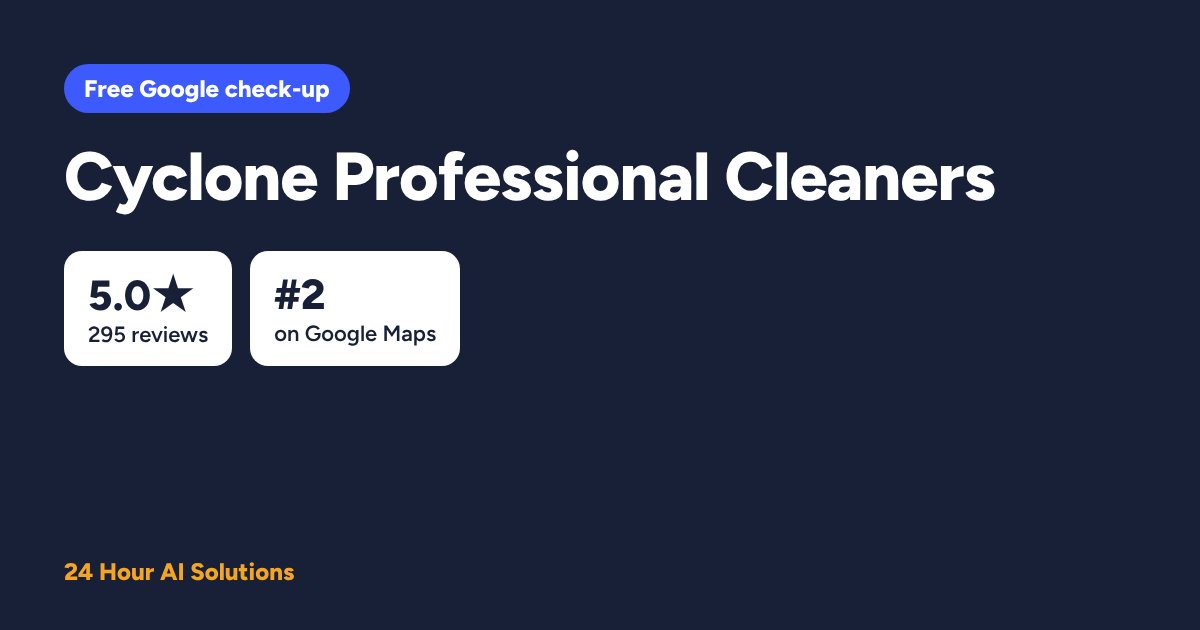 Free Google check-up
Cyclone Professional Cleaners
5.0★
295 reviews
#2
on Google Maps
24 Hour AI Solutions